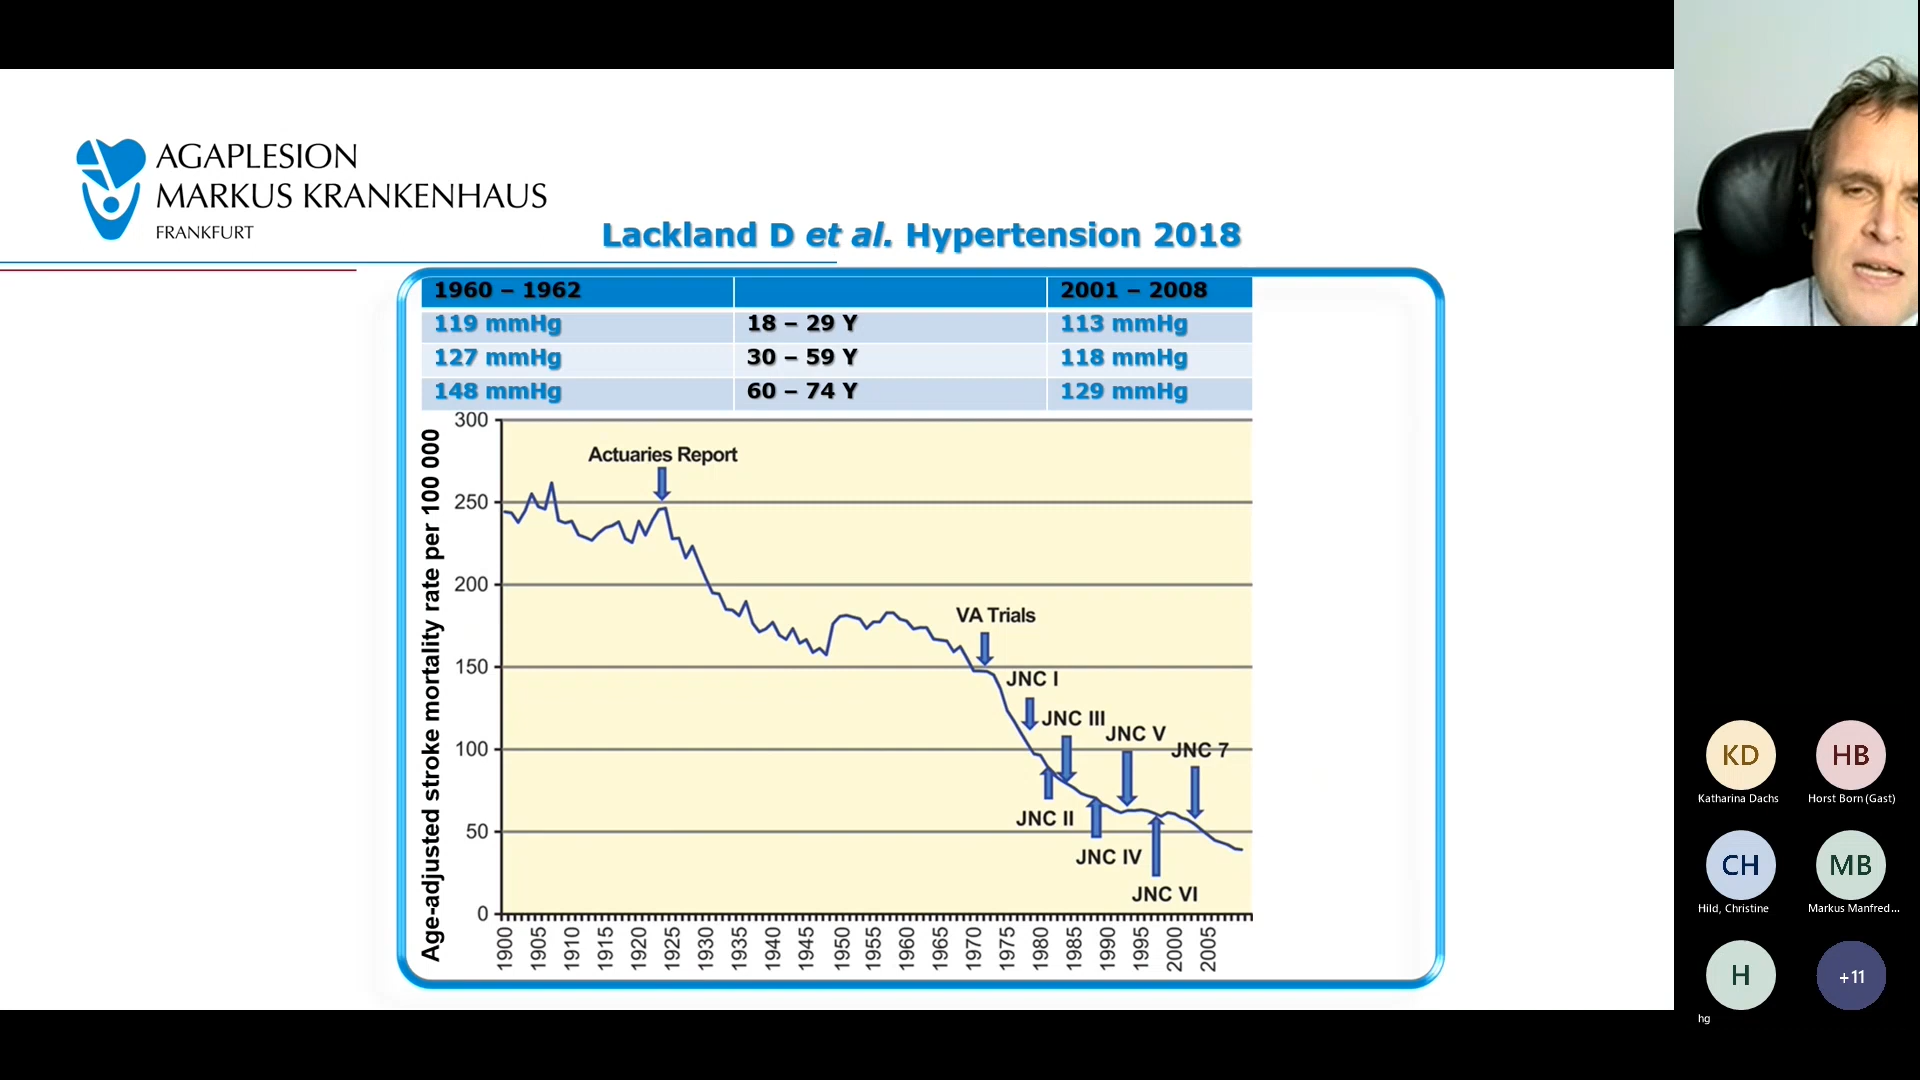 AGAPLESION
MARKUS KRANKENHAUS
FRANKFURT
Lackland D et al. Hypertension 2018
1960 – 1962 2001 – 2008
119 mmHg 18 – 29 Y 113 mmHg
127 mmHg 30 – 59 Y 118 mmHg
148 mmHg 60 – 74 Y 129 mmHg
Age-adjusted stroke mortality rate per 100 000
300
250
200
150
100
50
0
Actuaries Report
VA Trials
JNC I
JNC III
JNC V
JNC 7
JNC II
JNC IV
JNC VI
1900 1905 1910 1915 1920 1925 1930 1935 1940 1945 1950 1955 1960 1965 1970 1975 1980 1985 1990 1995 2000 2005
KD HB
Katharina Dachs Horst Born (Gast)
CH MB
Hild, Christine Markus Manfred...
H +11
hg